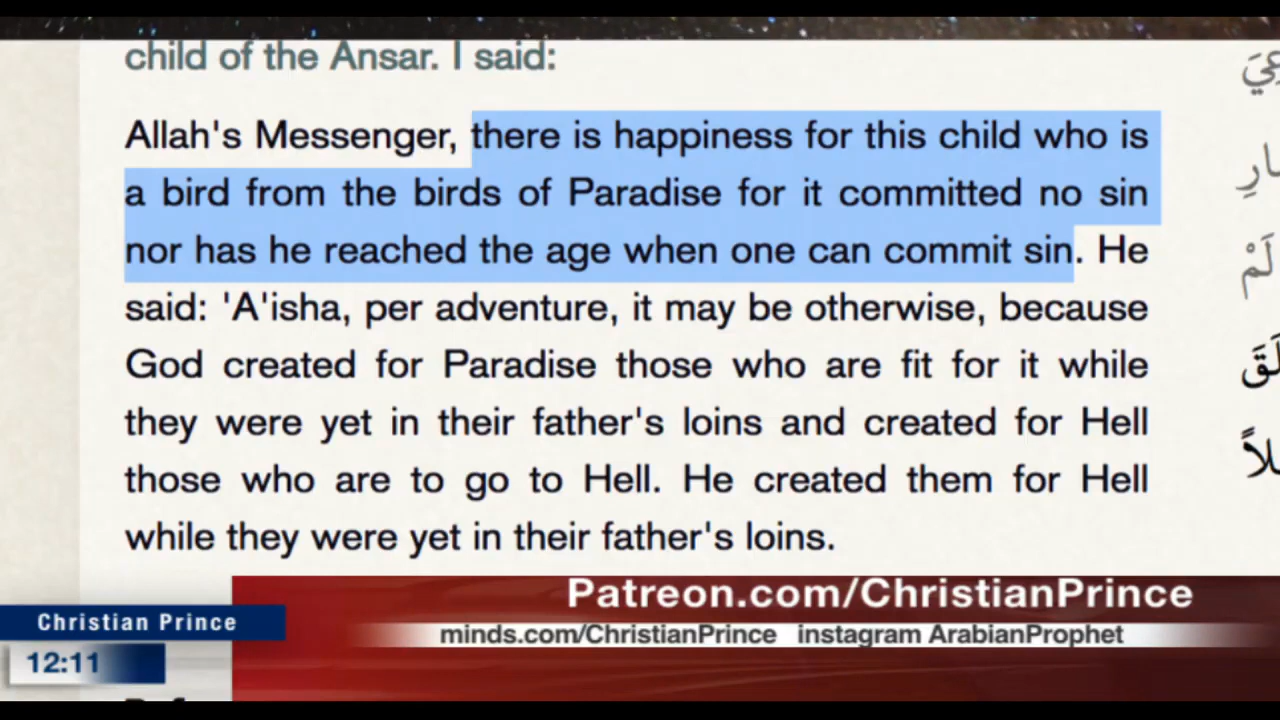 child of the Ansar. I said:
Allah's Messenger, there is happiness for this child who is
a bird from the birds of Paradise for it committed no sin
nor has he reached the age when one can commit sin. He
said: 'A'isha, per adventure, it may be otherwise, because
God created for Paradise those who are fit for it while
they were yet in their father's loins and created for Hell
those who are to go to Hell. He created them for Hell
while they were yet in their father's loins.
Patreon.com/ChristianPrince
Christian Prince
minds.com/ChristianPrince instagram ArabianProphet
12:11